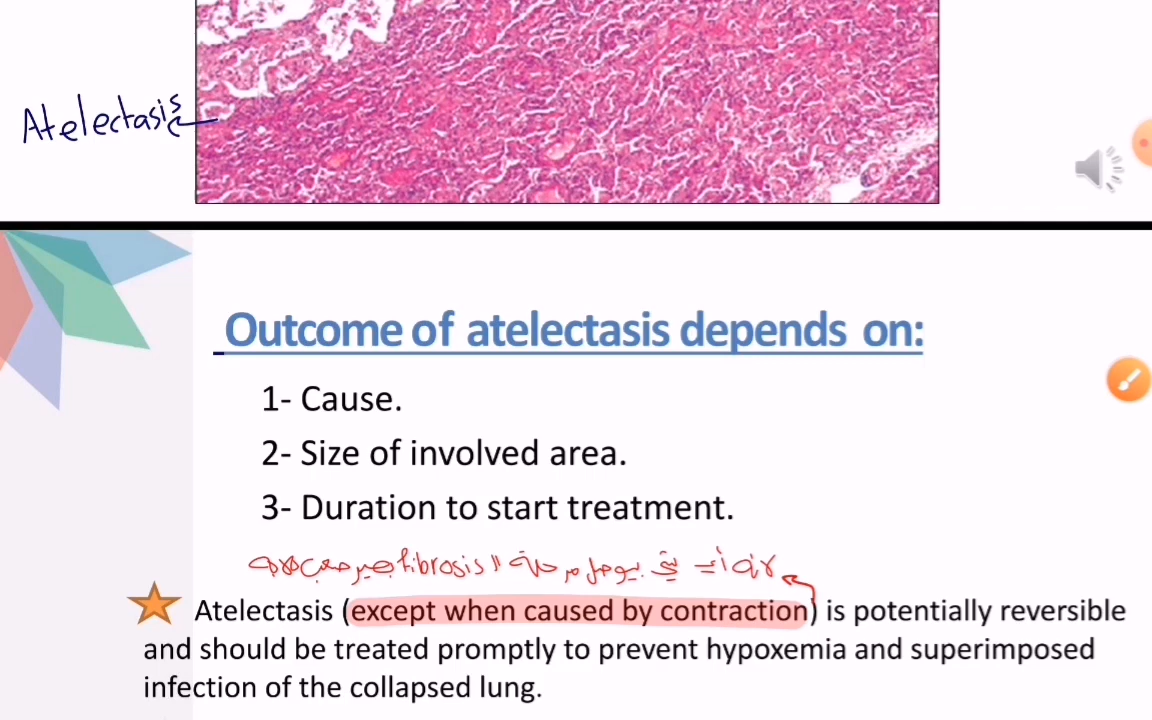 Atelectasis
Outcome of atelectasis depends on:
1- Cause.
2- Size of involved area.
3- Duration to start treatment.
fibrosis
Atelectasis (except when caused by contraction) is potentially reversible
and should be treated promptly to prevent hypoxemia and superimposed
infection of the collapsed lung.